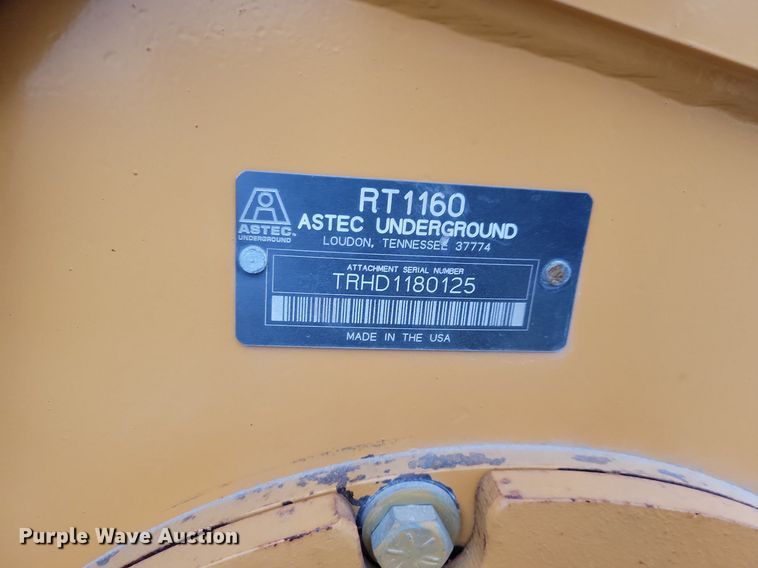 RT1160
ASTEC UNDERGROUND
LOUDON, TENNESSEE 37774
ASTEC
UNDERGROUND
ATTACHMENT SERIAL NUMBER
TRHD1180125
MADE IN THE USA
Purple Wave Auction